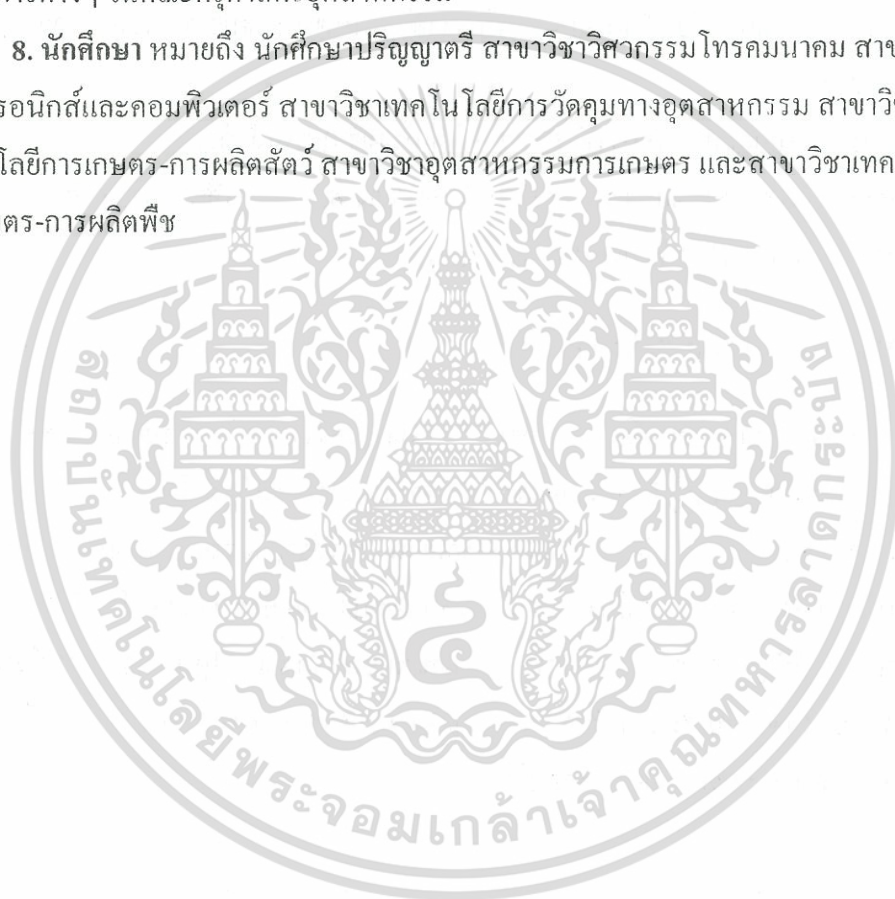 8. นักศึกษา หมายถึง นักศึกษาปริญญาตรี สาขาวิชาวิศวกรรมโทรคมนาคม สาข
รอนิกส์และคอมพิวเตอร์ สาขาวิชาเทคโนโลยีการวัดคุมทางอุตสาหกรรม สาขาวิ
โลยีการเกษตร-การผลิตสัตว์ สาขาวิชาอุตสาหกรรมการเกษตร และสาขาวิชาเทค
ตร-การผลิตพืช
สถาบันเทคโนโลยีพระจอมเกล้าเจ้าคุณทหารลาดกระบัง
๔